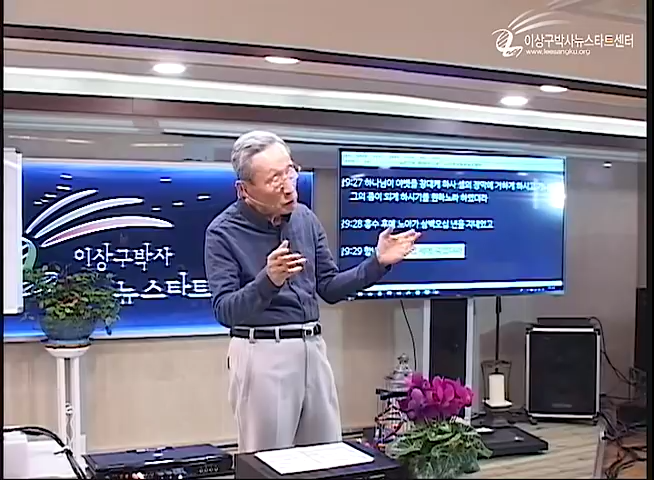 이상구박사뉴스타트센터
www.leesangku.org
19:27 하나님이 야벳을 창대케 하사 셈의 장막에 거하게 하시고
그의 종이 되게 하시기를 원하노라 하였더라
19:28 홍수 후에 노아가 삼백오십 년을 지내었고
19:29
이상구박사
뉴스타트